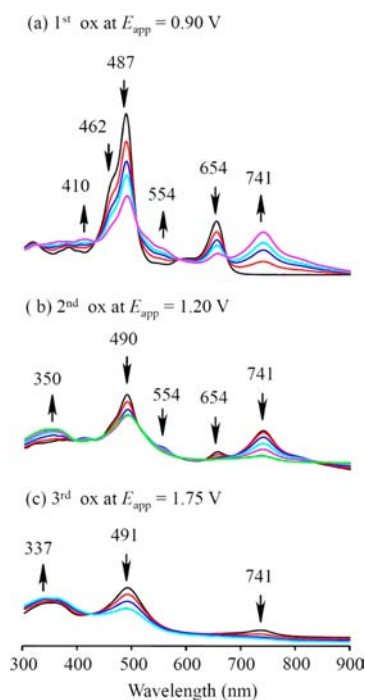 (a) 1st ox at Eapp = 0.90 V
487
462
410
554
654
741
( b) 2nd ox at Eapp = 1.20 V
350
490
554
654
741
(c) 3rd ox at Eapp = 1.75 V
337
491
741
300 400 500 600 700 800 900
Wavelength (nm)